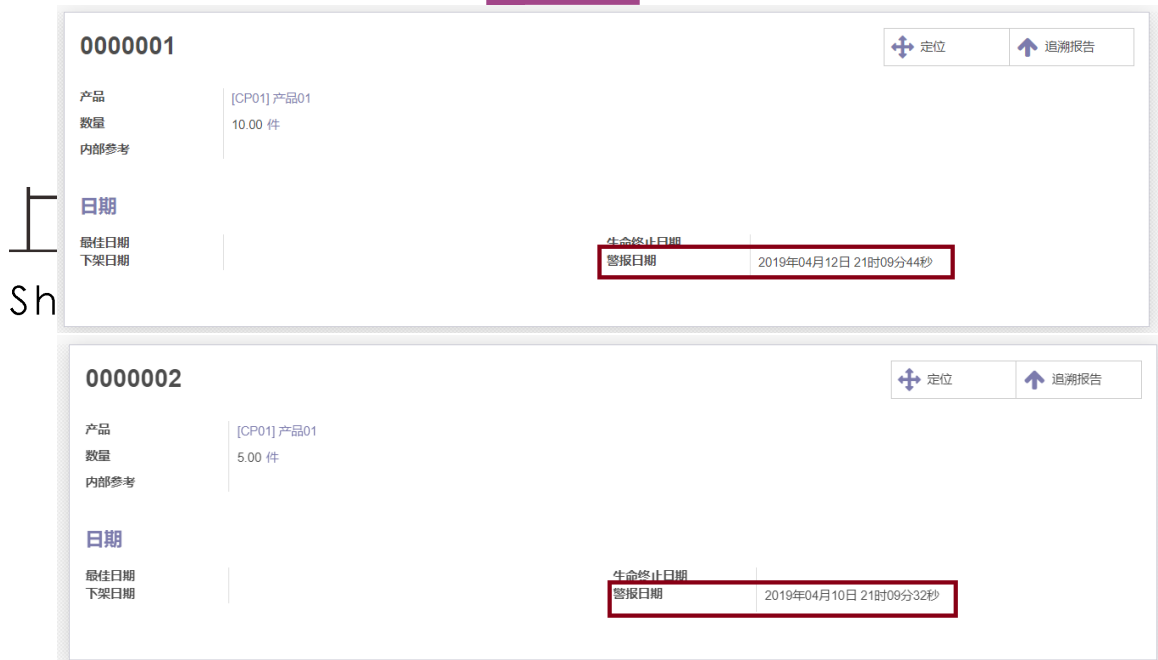 0000001
定位
追溯报告
产品 [CP01] 产品01
数量 10.00 件
内部参考
日期
最佳日期 生命终止日期
下架日期 警报日期 2019年04月12日 21时09分44秒
Sh
0000002
定位
追溯报告
产品 [CP01] 产品01
数量 5.00 件
内部参考
日期
最佳日期 生命终止日期
下架日期 警报日期 2019年04月10日 21时09分32秒